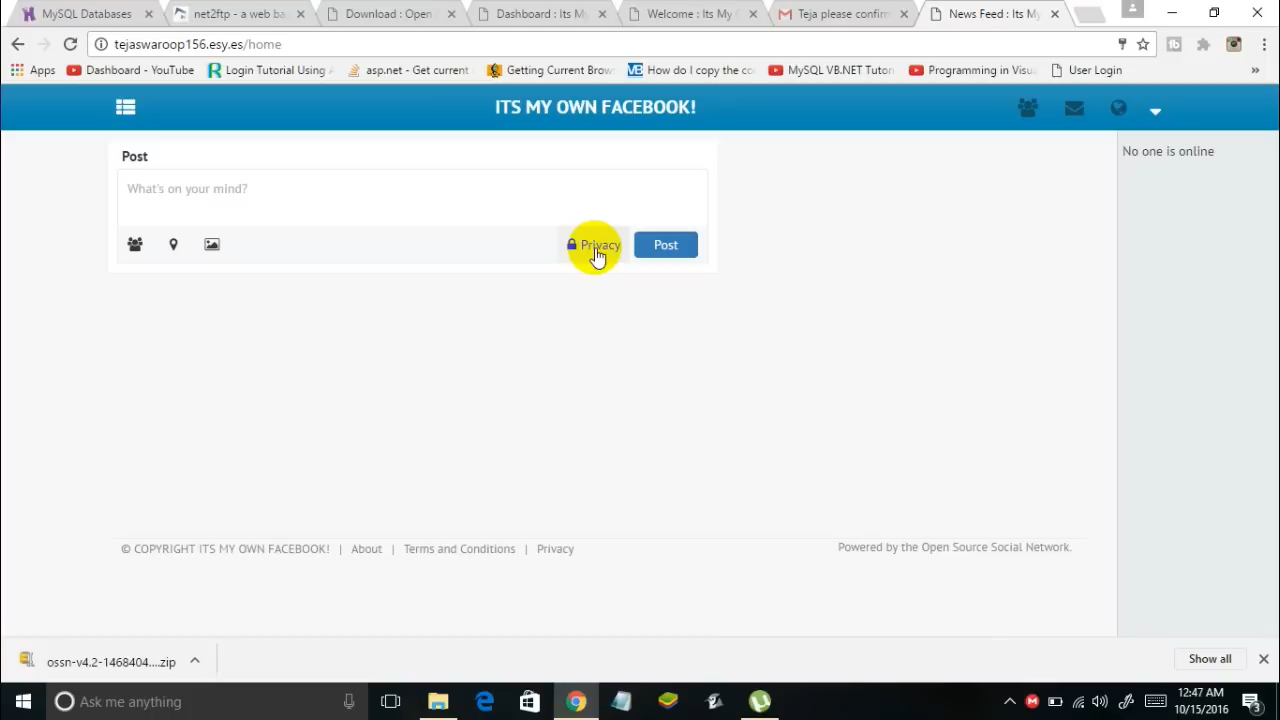 MySQL Databases
net2ftp - a web ba
Download : Open
Dashboard : Its M
Welcome : Its My
Teja please confirm
News Feed : Its M
tejaswaroop156.esy.es/home
Apps
Dashboard - YouTube
Login Tutorial Using
asp.net - Get current
Getting Current Brow
How do I copy the co
MySQL VB.NET Tutor
Programming in Visua
User Login
»
ITS MY OWN FACEBOOK!
Post
No one is online
What's on your mind?
Privacy
Post
© COPYRIGHT ITS MY OWN FACEBOOK! | About | Terms and Conditions | Privacy
Powered by the Open Source Social Network.
ossn-v4.2-1468404....zip
Show all
Ask me anything
12:47 AM
10/15/2016
3